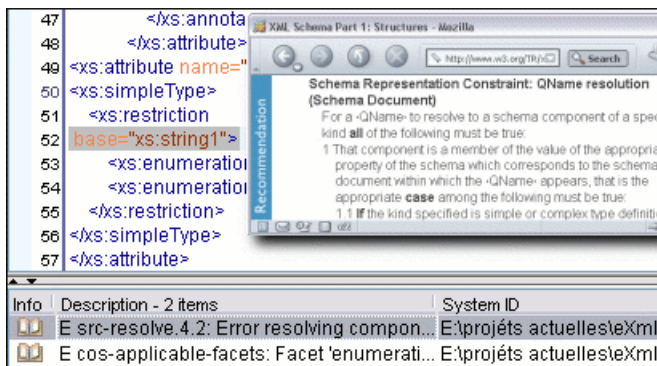 47 </xs:annota
48 </xs:attribute>
49 <xs:attribute name="
50 <xs:simpleType>
51 <xs:restriction
52 base="xs:string1">
53 <xs:enumeration
54 <xs:enumeration
55 </xs:restriction>
56 </xs:simpleType>
57 </xs:attribute>
XML Schema Part 1: Structures - Mozilla
http://www.w3.org/TR/x Search
Recommendation
Schema Representation Constraint: QName resolution
(Schema Document)
For a ·QName· to resolve to a schema component of a spec
kind all of the following must be true:
1 That component is a member of the value of the appropria
property of the schema which corresponds to the schema
document within which the ·QName· appears, that is the
appropriate case among the following must be true:
1.1 If the kind specified is simple or complex type definiti
Info Description - 2 items System ID
E src-resolve.4.2: Error resolving compon... E:\projéts actuelles\eXml
E cos-applicable-facets: Facet 'enumerati... E:\projéts actuelles\eXml